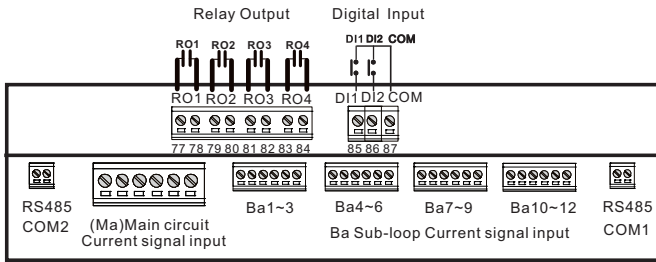 Relay Output Digital Input
RO1 RO2 RO3 RO4 DI1 DI2 COM
RO1 RO2 RO3 RO4 DI1 DI2 COM
77 78 79 80 81 82 83 84 85 86 87
RS485 COM2
(Ma)Main circuit Current signal input
Ba1~3 Ba4~6 Ba7~9 Ba10~12
Ba Sub-loop Current signal input
RS485 COM1